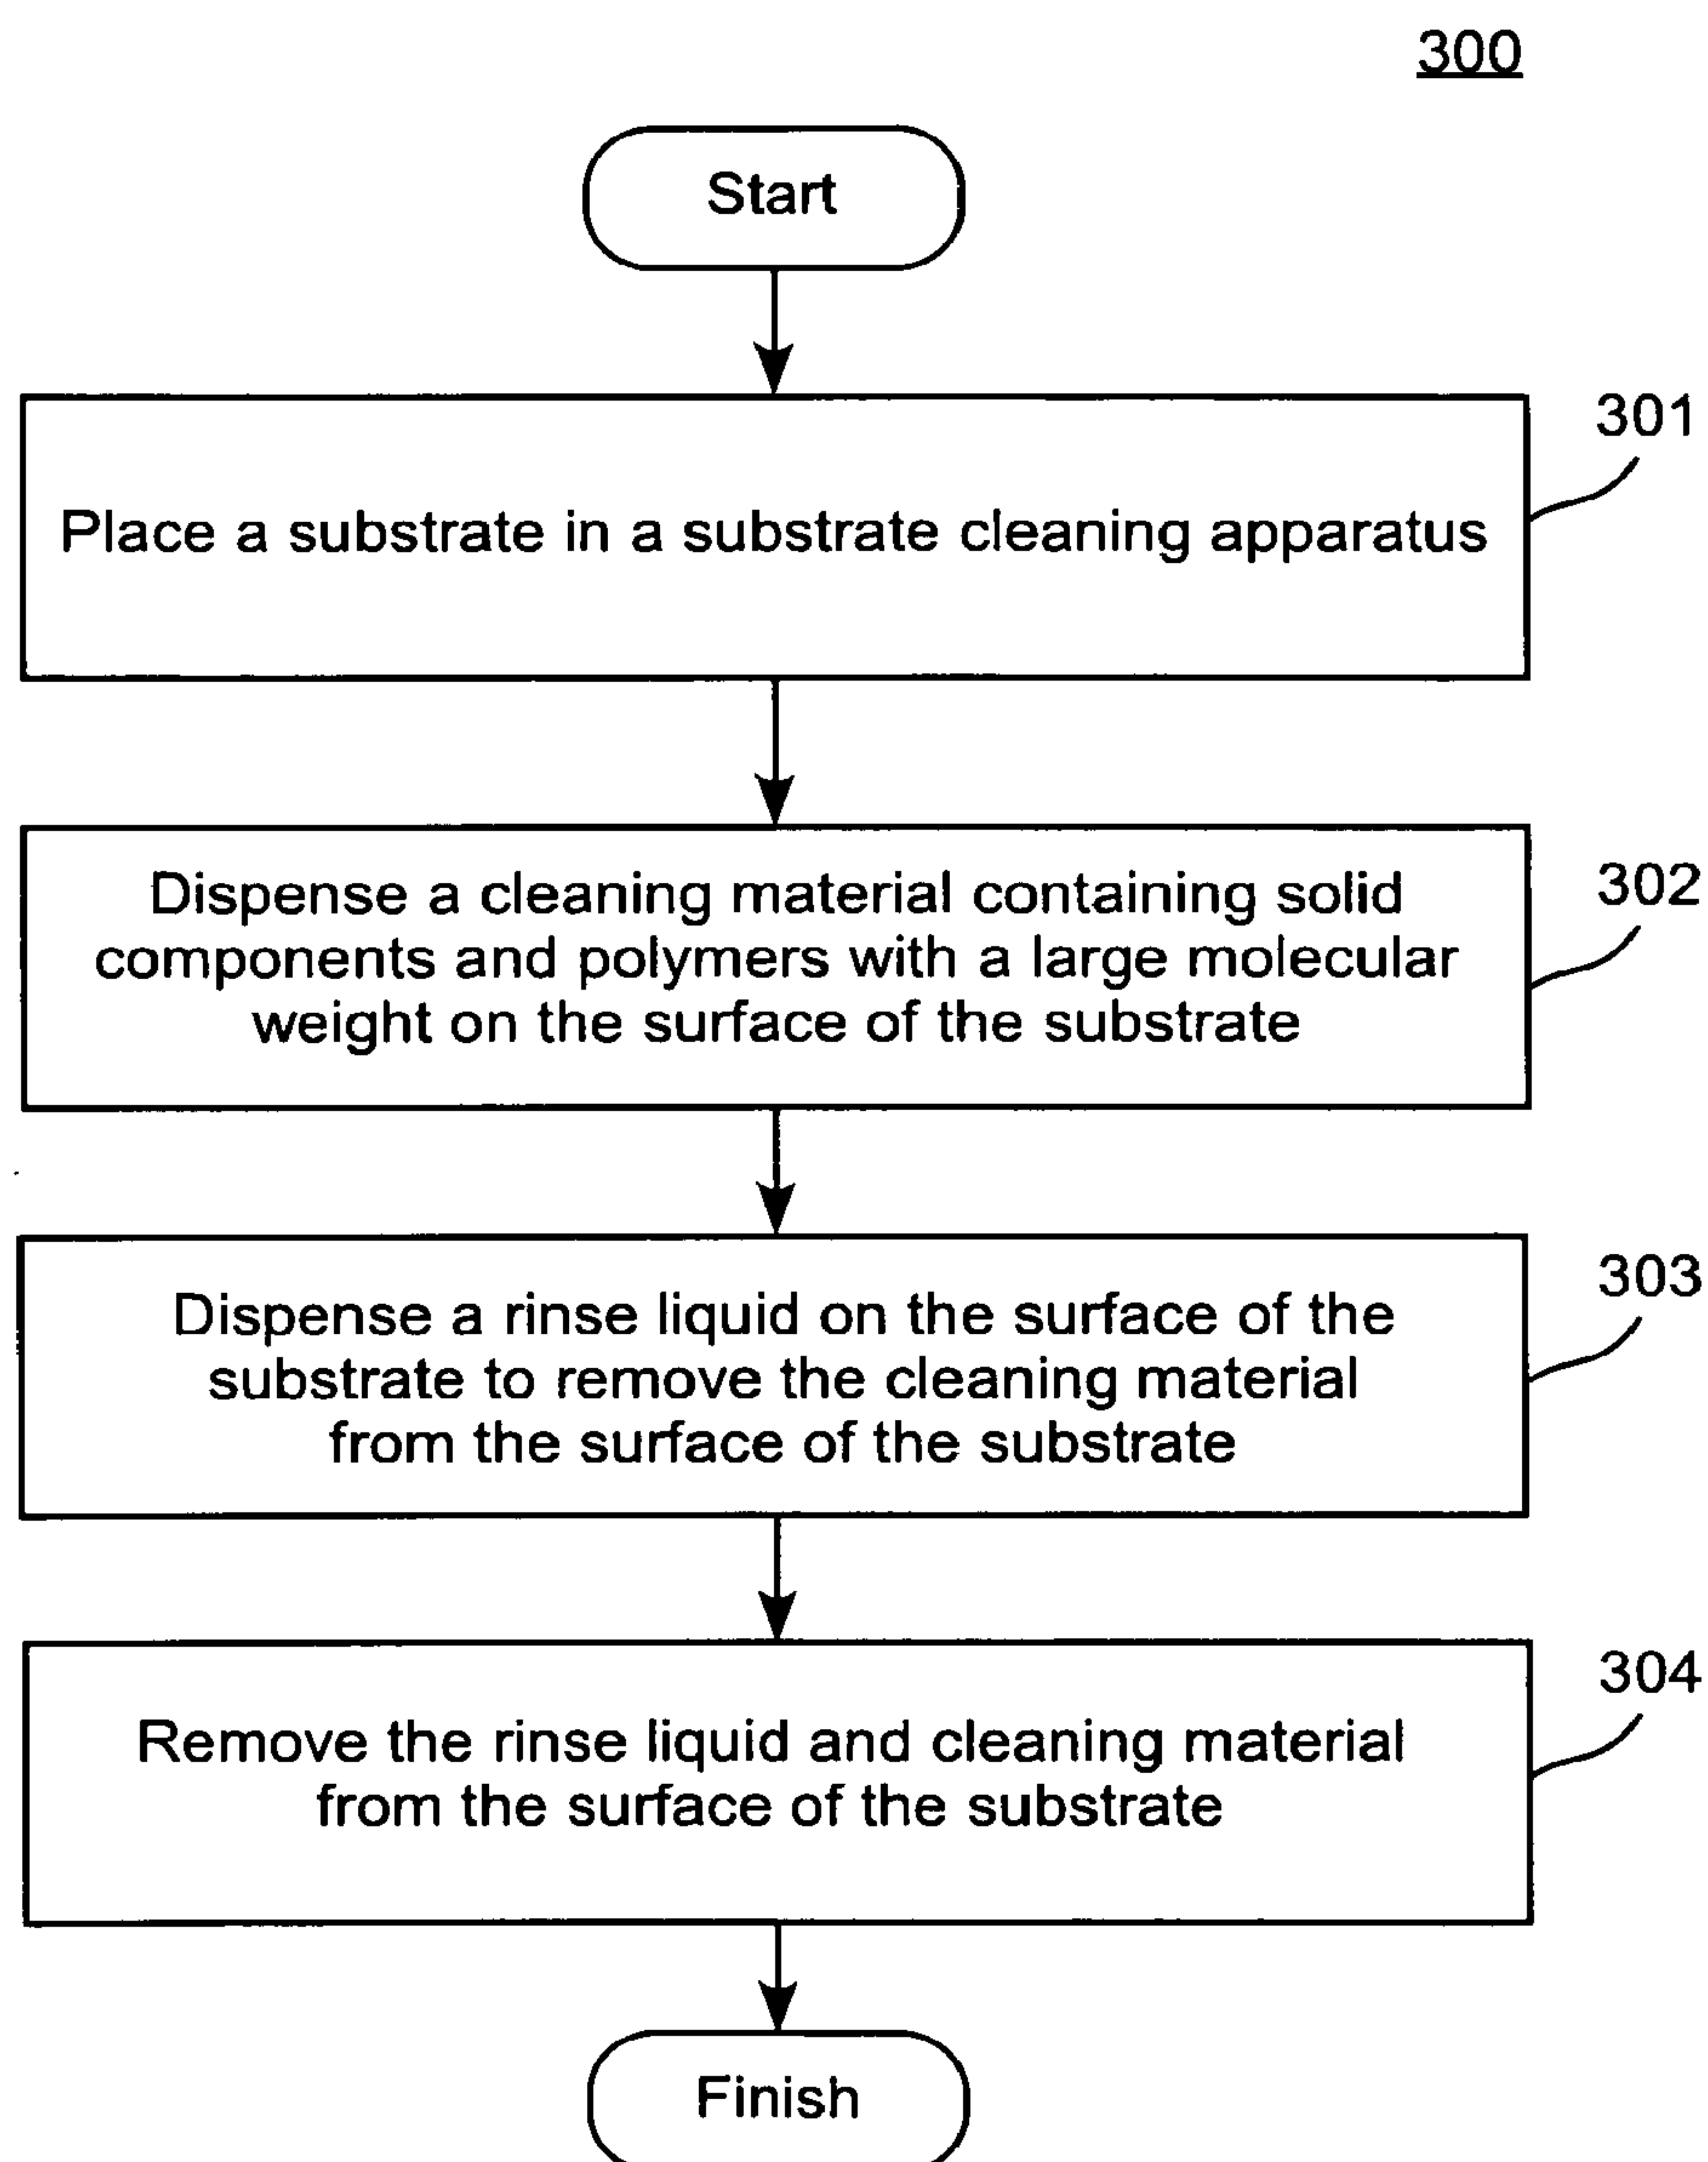 300
Start
301
Place a substrate in a substrate cleaning apparatus
302
Dispense a cleaning material containing solid
components and polymers with a large molecular
weight on the surface of the substrate
303
Dispense a rinse liquid on the surface of the
substrate to remove the cleaning material
from the surface of the substrate
304
Remove the rinse liquid and cleaning material
from the surface of the substrate
Finish